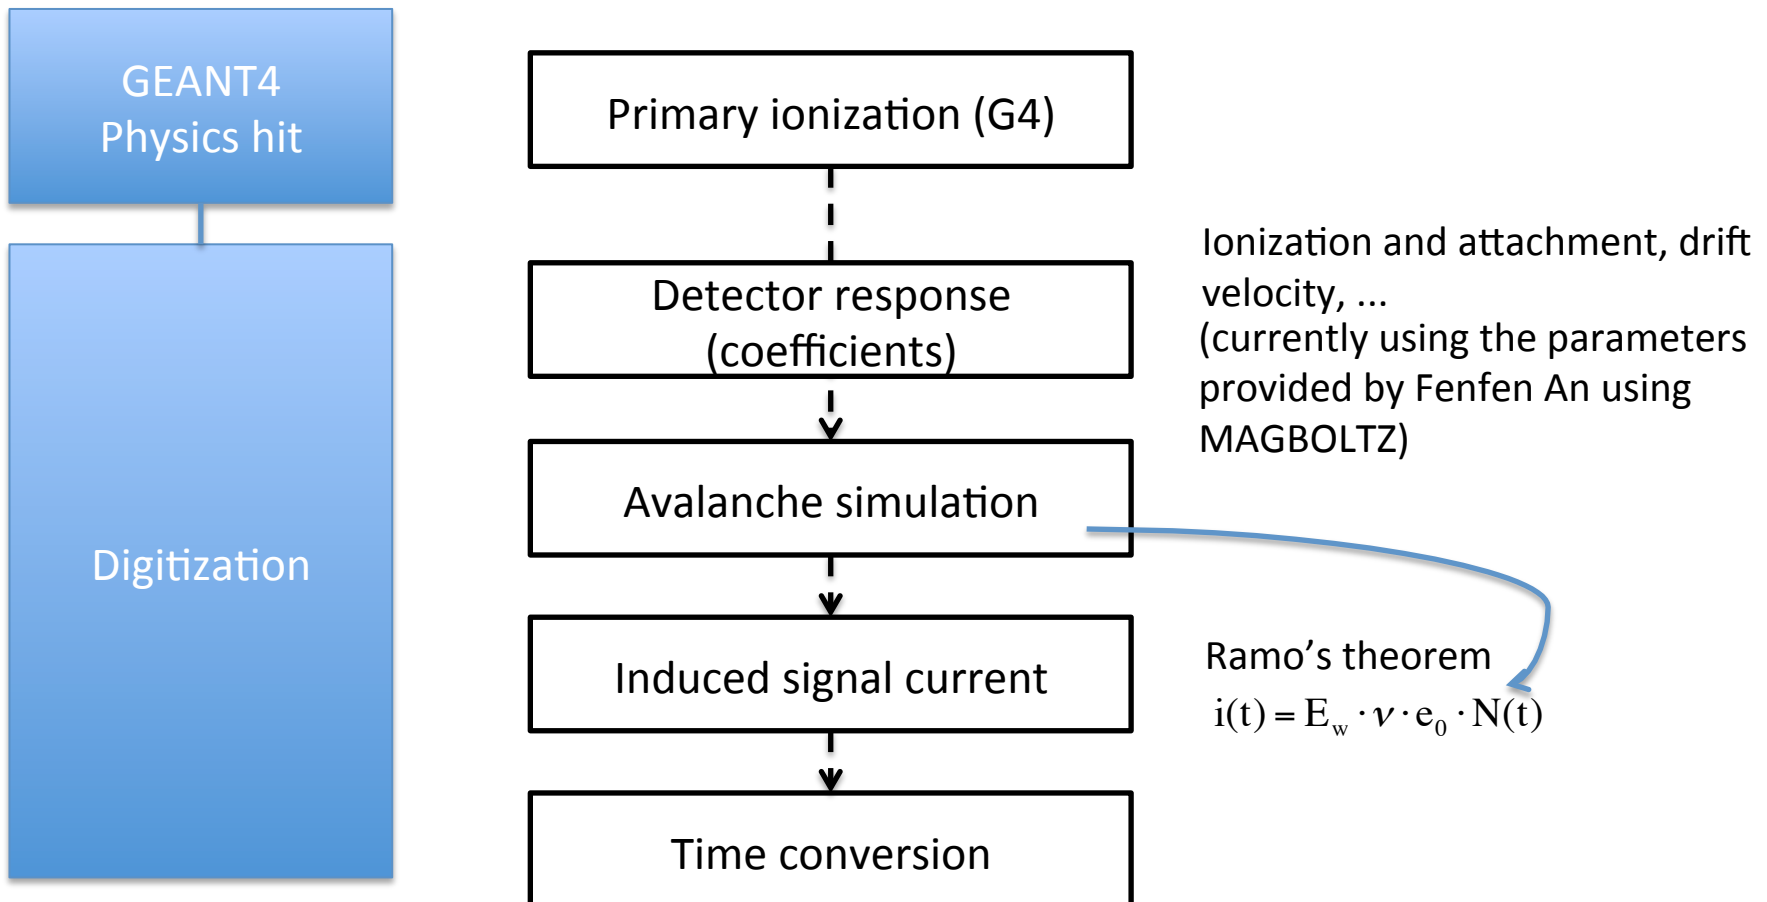 GEANT4
Physics hit
Digitization
Primary ionization (G4)
Detector response
(coefficients)
Avalanche simulation
Induced signal current
Time conversion
Ionization and attachment, drift
velocity, ...
(currently using the parameters
provided by Fenfen An using
MAGBOLTZ)
Ramo’s theorem
i(t) = E_w · ν · e_0 · N(t)